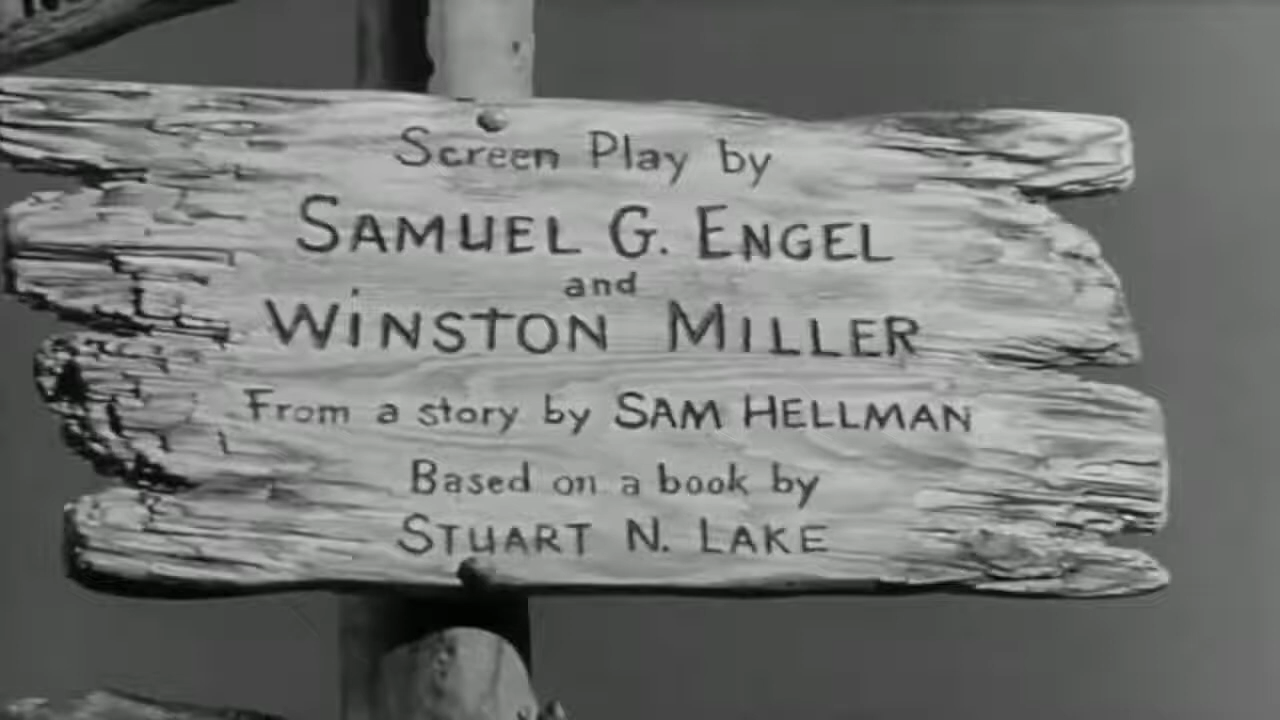 Screen Play by
SAMUEL G. ENGEL
and
WINSTON MILLER
From a story by SAM HELLMAN
Based on a book by
STUART N. LAKE